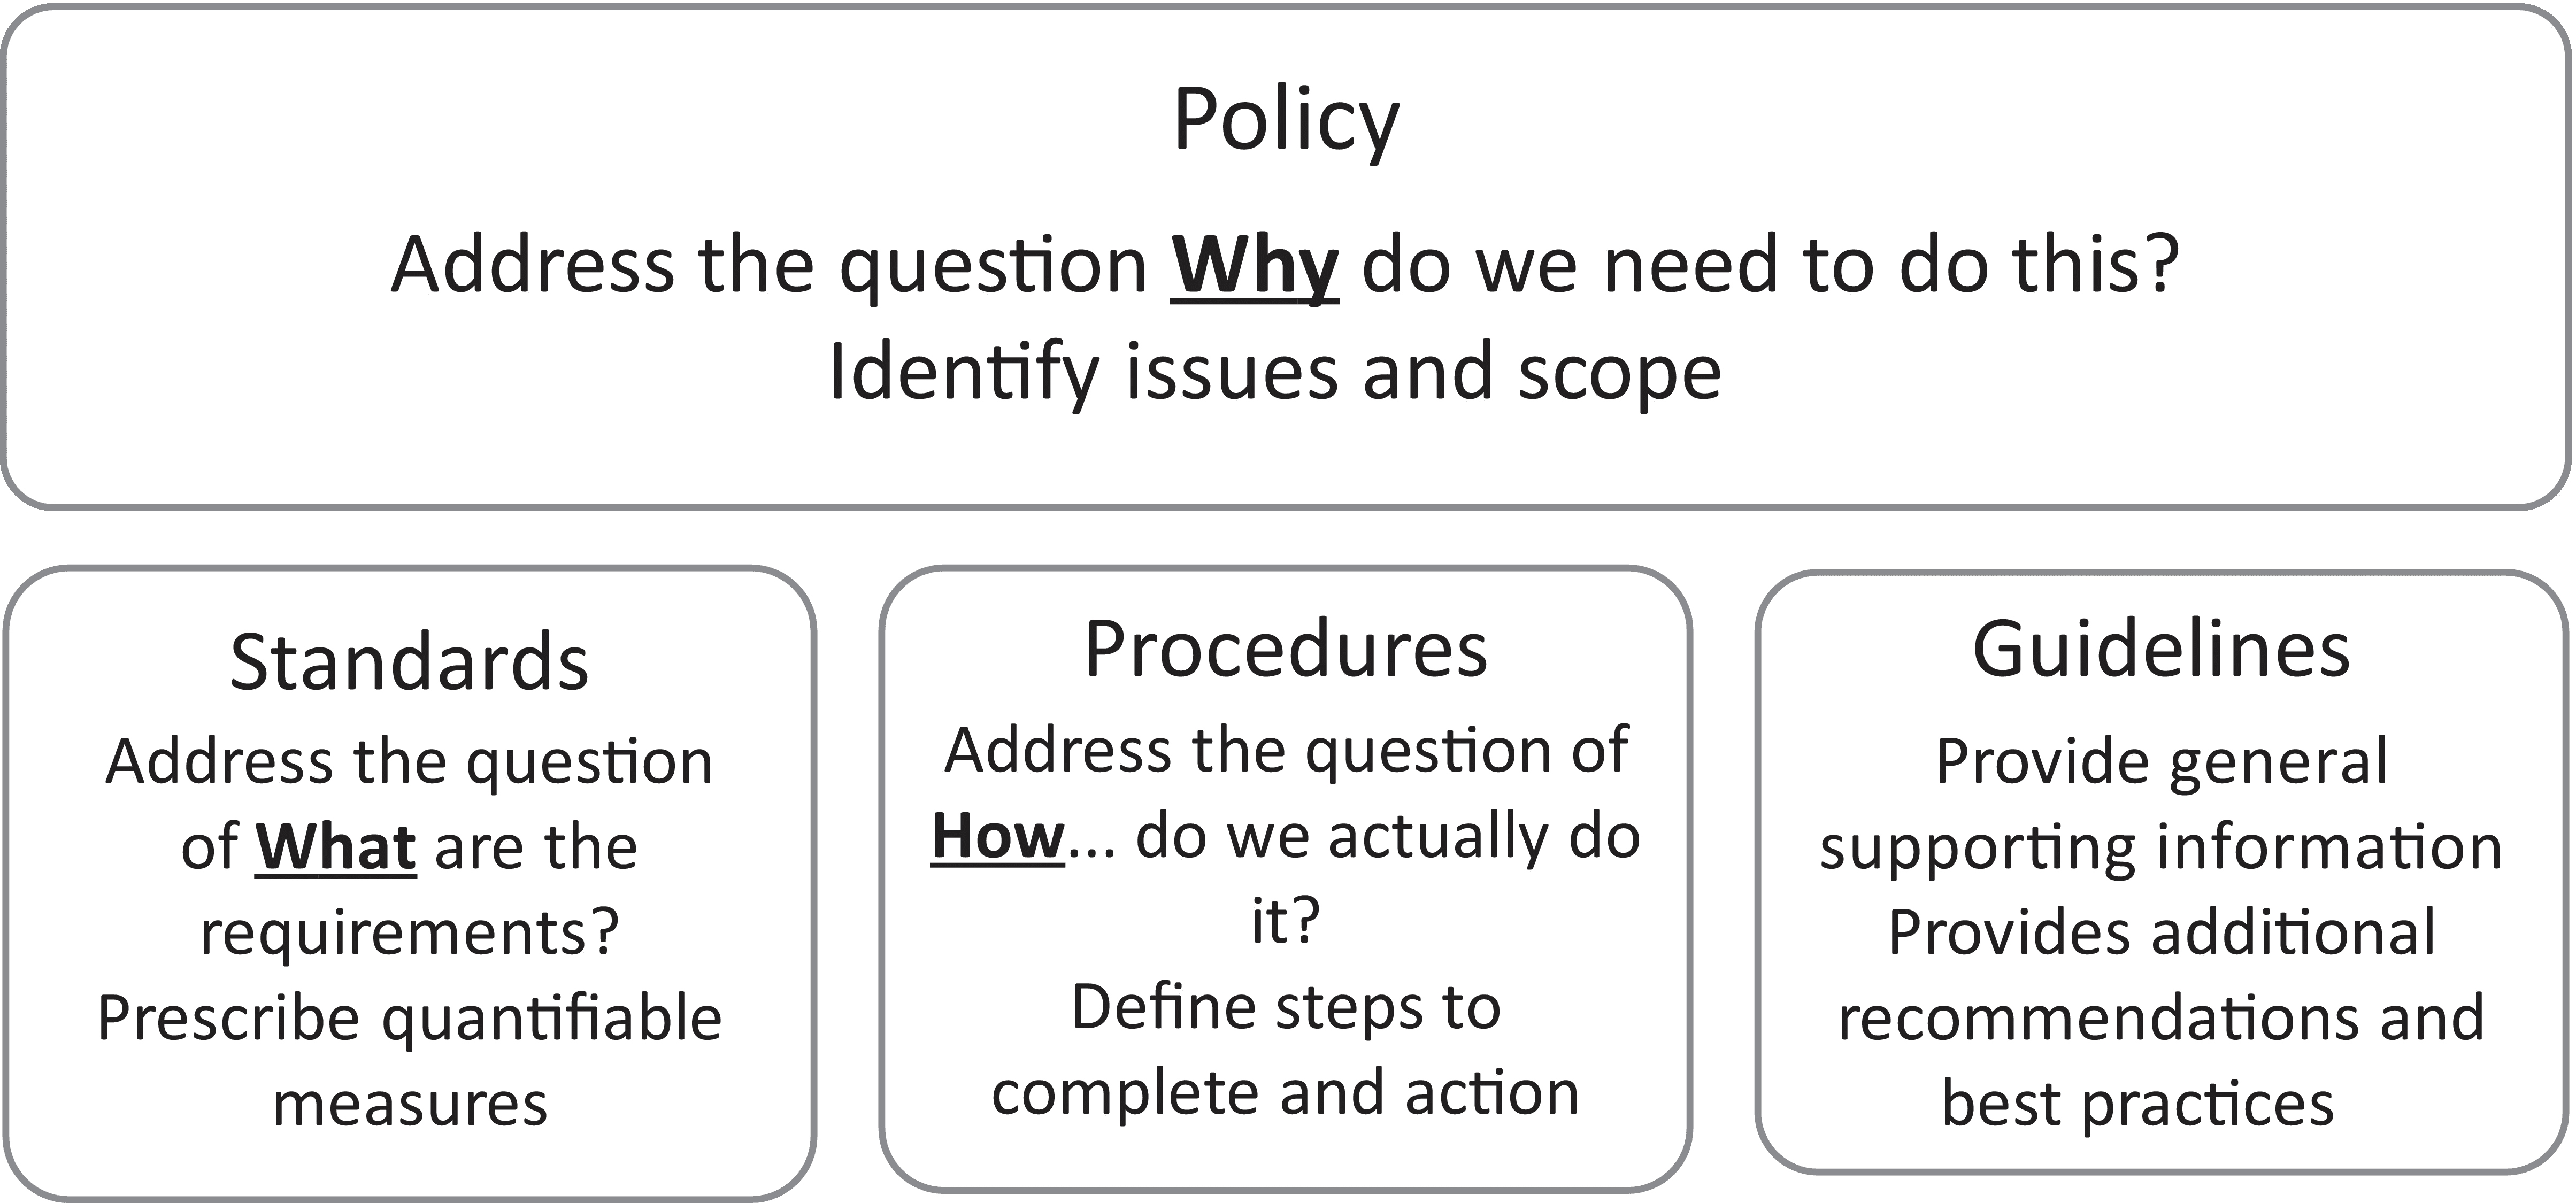 Policy
Address the question Why do we need to do this?
Identify issues and scope
Standards
Address the question
of What are the
requirements?
Prescribe quantifiable
measures
Procedures
Address the question of
How... do we actually do
it?
Define steps to
complete and action
Guidelines
Provide general
supporting information
Provides additional
recommendations and
best practices